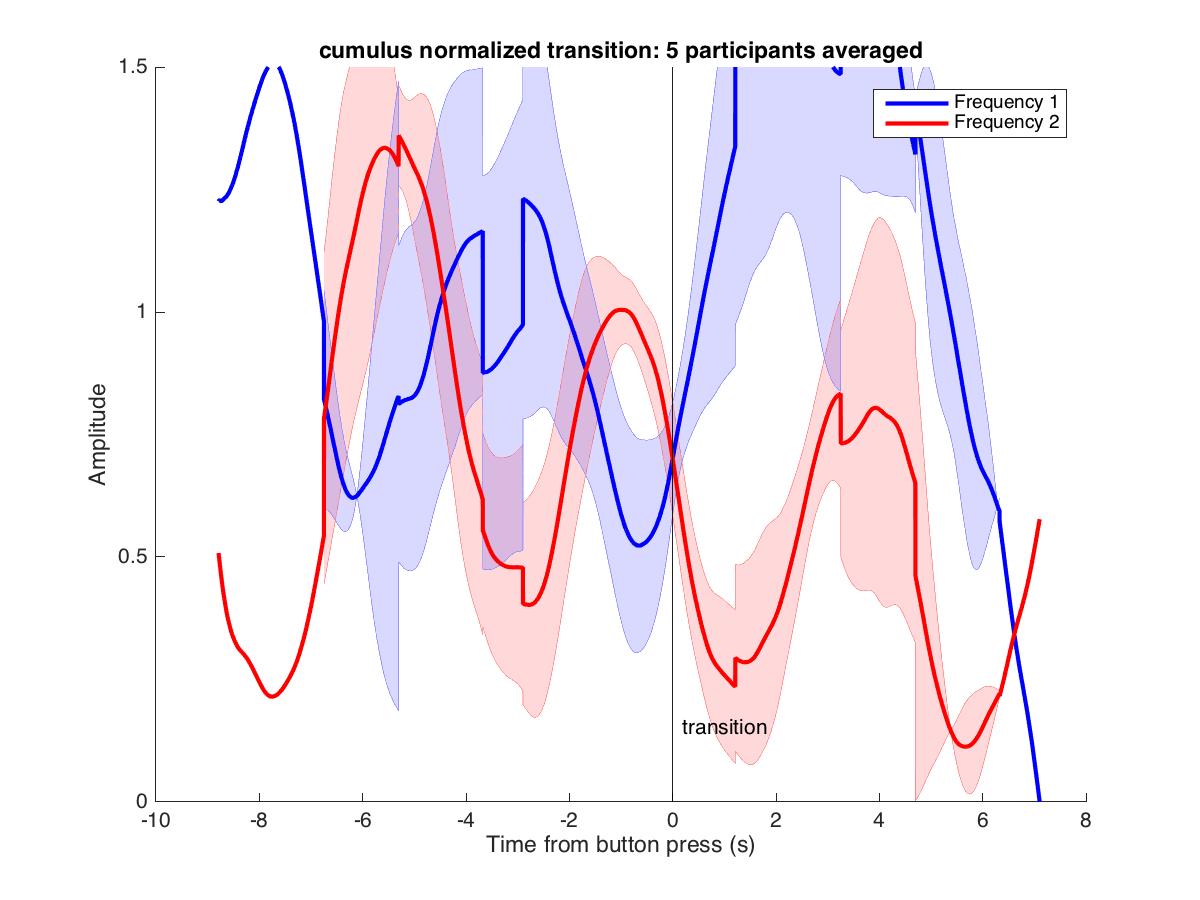 cumulus normalized transition: 5 participants averaged
1.5
Frequency 1
Frequency 2
1
Amplitude
0.5
transition
0
-10 -8 -6 -4 -2 0 2 4 6 8
Time from button press (s)